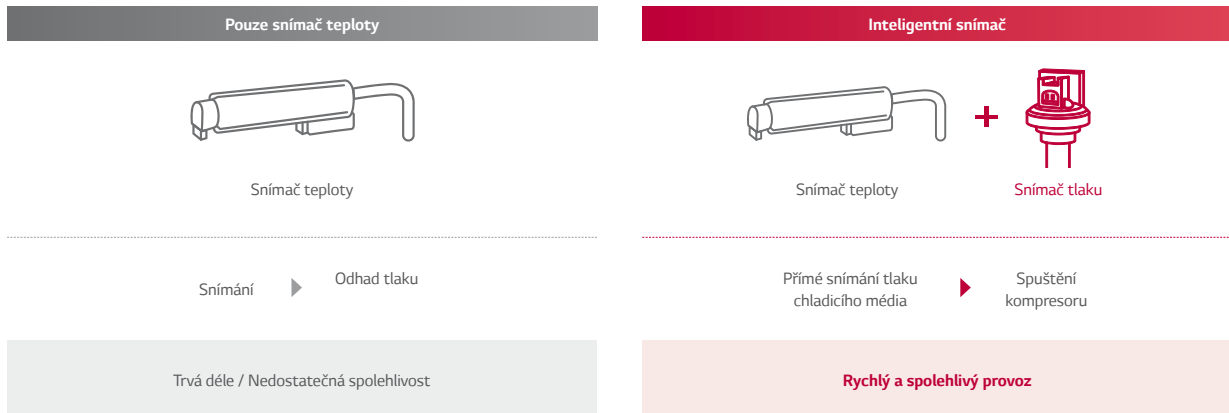 Pouze snímač teploty
Snímač teploty
Snímání
Odhad tlaku
Trvá déle / Nedostatečná spolehlivost
Inteligentní snímač
+
Snímač teploty
Snímač tlaku
Přímé snímání tlaku
chladicího média
Spuštění
kompresoru
Rychlý a spolehlivý provoz